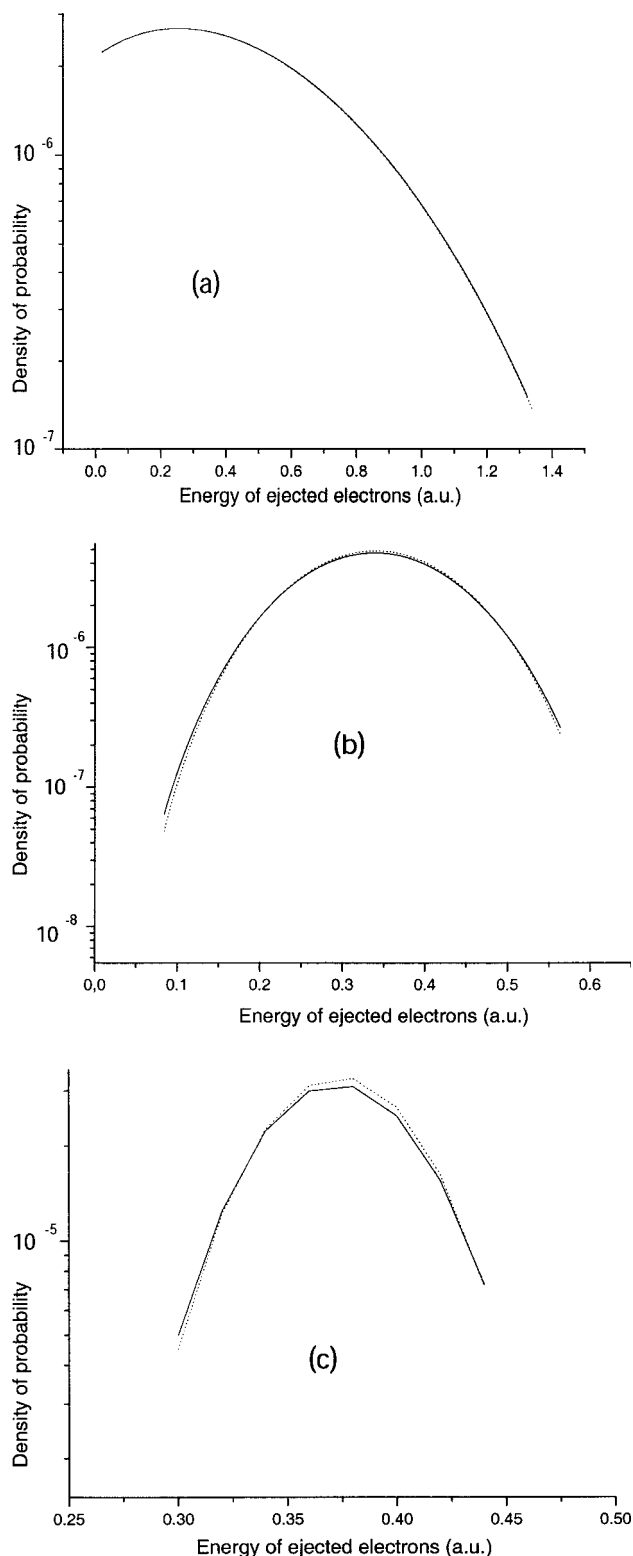 Density of probability
10 -6
10 -7
(a)
0.0 0.2 0.4 0.6 0.8 1.0 1.2 1.4
Energy of ejected electrons (a.u.)
Density of probability
10 -6
10 -7
10 -8
(b)
0,0 0.1 0.2 0.3 0.4 0.5 0.6
Energy of ejected electrons (a.u.)
Density of probability
10 -5
(c)
0.25 0.30 0.35 0.40 0.45 0.50
Energy of ejected electrons (a.u.)